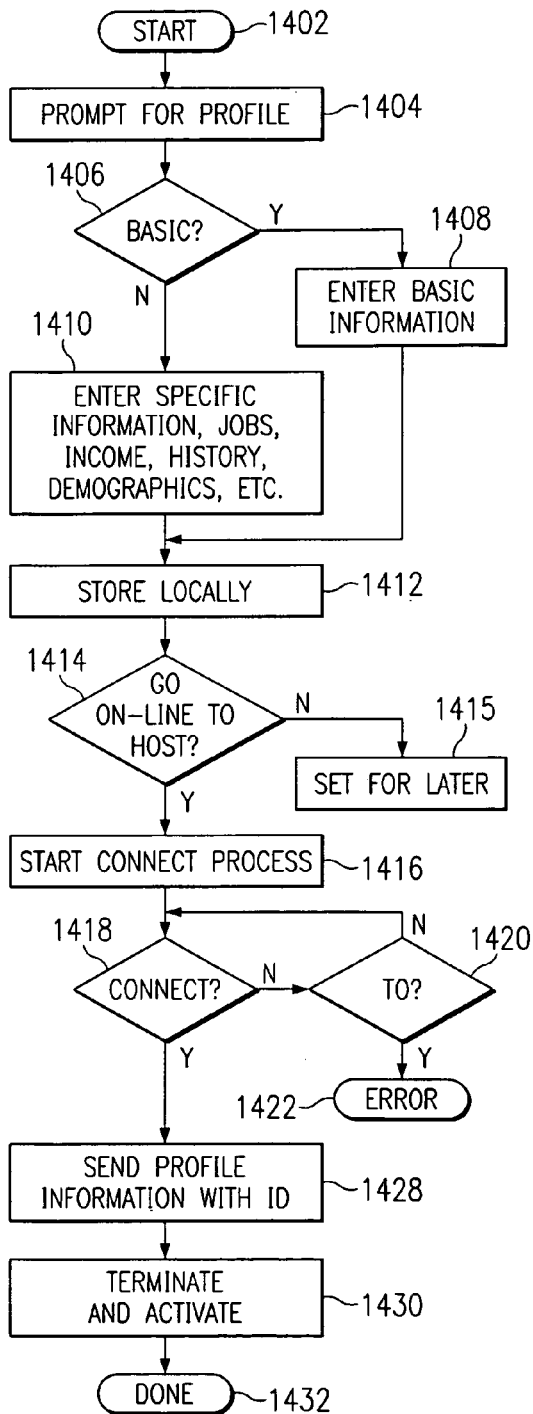 START
1402
PROMPT FOR PROFILE
1404
1406
BASIC?
Y
N
1408
ENTER BASIC
INFORMATION
1410
ENTER SPECIFIC
INFORMATION, JOBS,
INCOME, HISTORY,
DEMOGRAPHICS, ETC.
STORE LOCALLY
1412
1414
GO
ON-LINE TO
HOST?
N
Y
1415
SET FOR LATER
START CONNECT PROCESS
1416
1418
CONNECT?
N
Y
1420
TO?
N
Y
1422
ERROR
SEND PROFILE
INFORMATION WITH ID
1428
TERMINATE
AND ACTIVATE
1430
DONE
1432